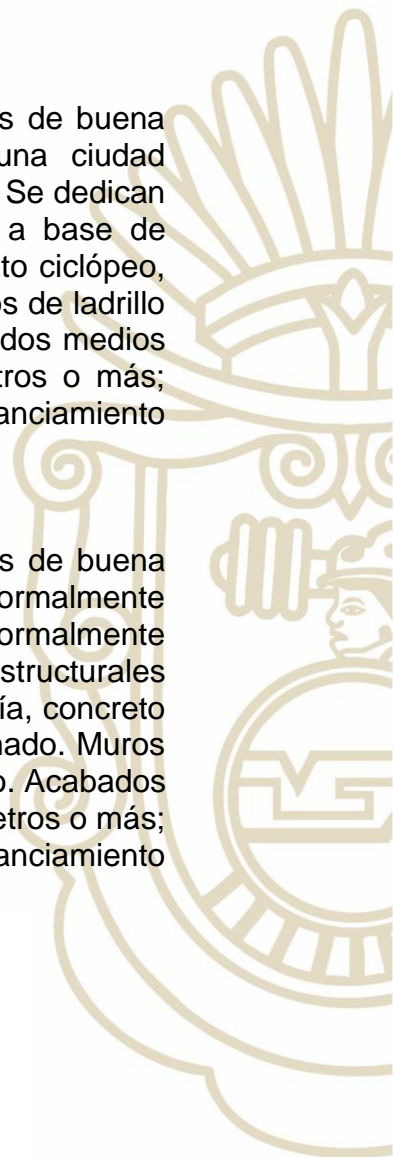 s de buena
una ciudad
Se dedican
a base de
to ciclópeo,
os de ladrillo
dos medios
tros o más;
anciamiento
s de buena
ormalmente
ormalmente
structurales
ía, concreto
nado. Muros
o. Acabados
etros o más;
anciamiento